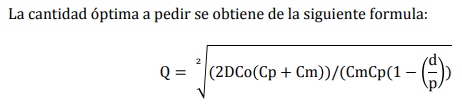 La cantidad óptima a pedir se obtiene de la siguiente formula:
Q = ²√(2DCo(Cp + Cm))/(CmCp(1 − (d/p))